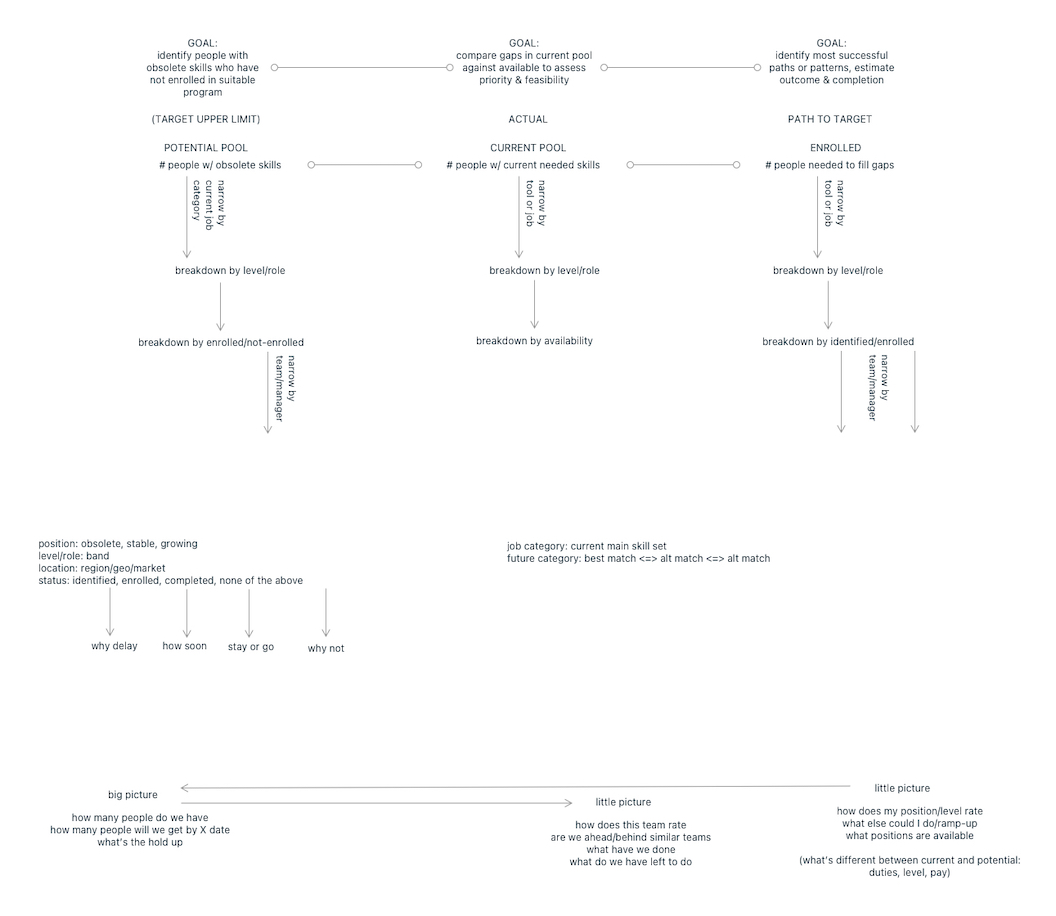 GOAL:
identify people with
obsolete skills who have
not enrolled in suitable
program
GOAL:
compare gaps in current pool
against available to assess
priority & feasibility
GOAL:
identify most successful
paths or patterns, estimate
outcome & completion
(TARGET UPPER LIMIT)
ACTUAL
PATH TO TARGET
POTENTIAL POOL
# people w/ obsolete skills
CURRENT POOL
# people w/ current needed skills
ENROLLED
# people needed to fill gaps
narrow by
current job
category
narrow by
tool or job
narrow by
tool or job
breakdown by level/role
breakdown by level/role
breakdown by level/role
breakdown by enrolled/not-enrolled
breakdown by availability
breakdown by identified/enrolled
narrow by
team/manager
narrow by
team/manager
position: obsolete, stable, growing
level/role: band
location: region/geo/market
status: identified, enrolled, completed, none of the above
job category: current main skill set
future category: best match <=> alt match <=> alt match
why delay
how soon
stay or go
why not
big picture
how many people do we have
how many people will we get by X date
what's the hold up
little picture
how does this team rate
are we ahead/behind similar teams
what have we done
what do we have left to do
little picture
how does my position/level rate
what else could I do/ramp-up
what positions are available
(what's different between current and potential:
duties, level, pay)